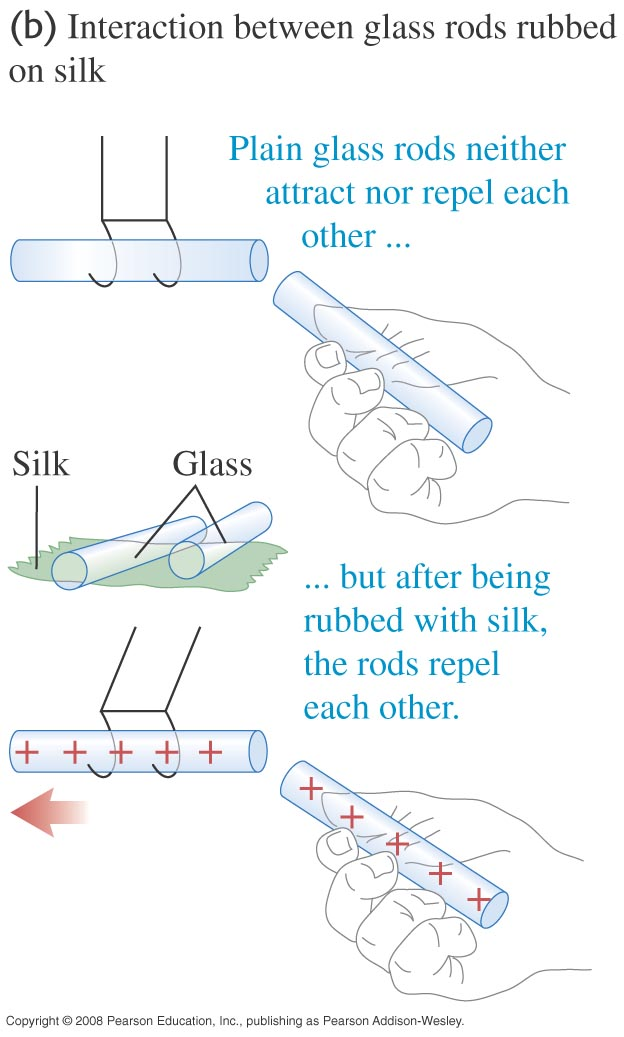 (b) Interaction between glass rods rubbed
on silk
Plain glass rods neither
attract nor repel each
other ...
Silk
Glass
... but after being
rubbed with silk,
the rods repel
each other.
+ + + + +
+ + + + +
Copyright © 2008 Pearson Education, Inc., publishing as Pearson Addison-Wesley.